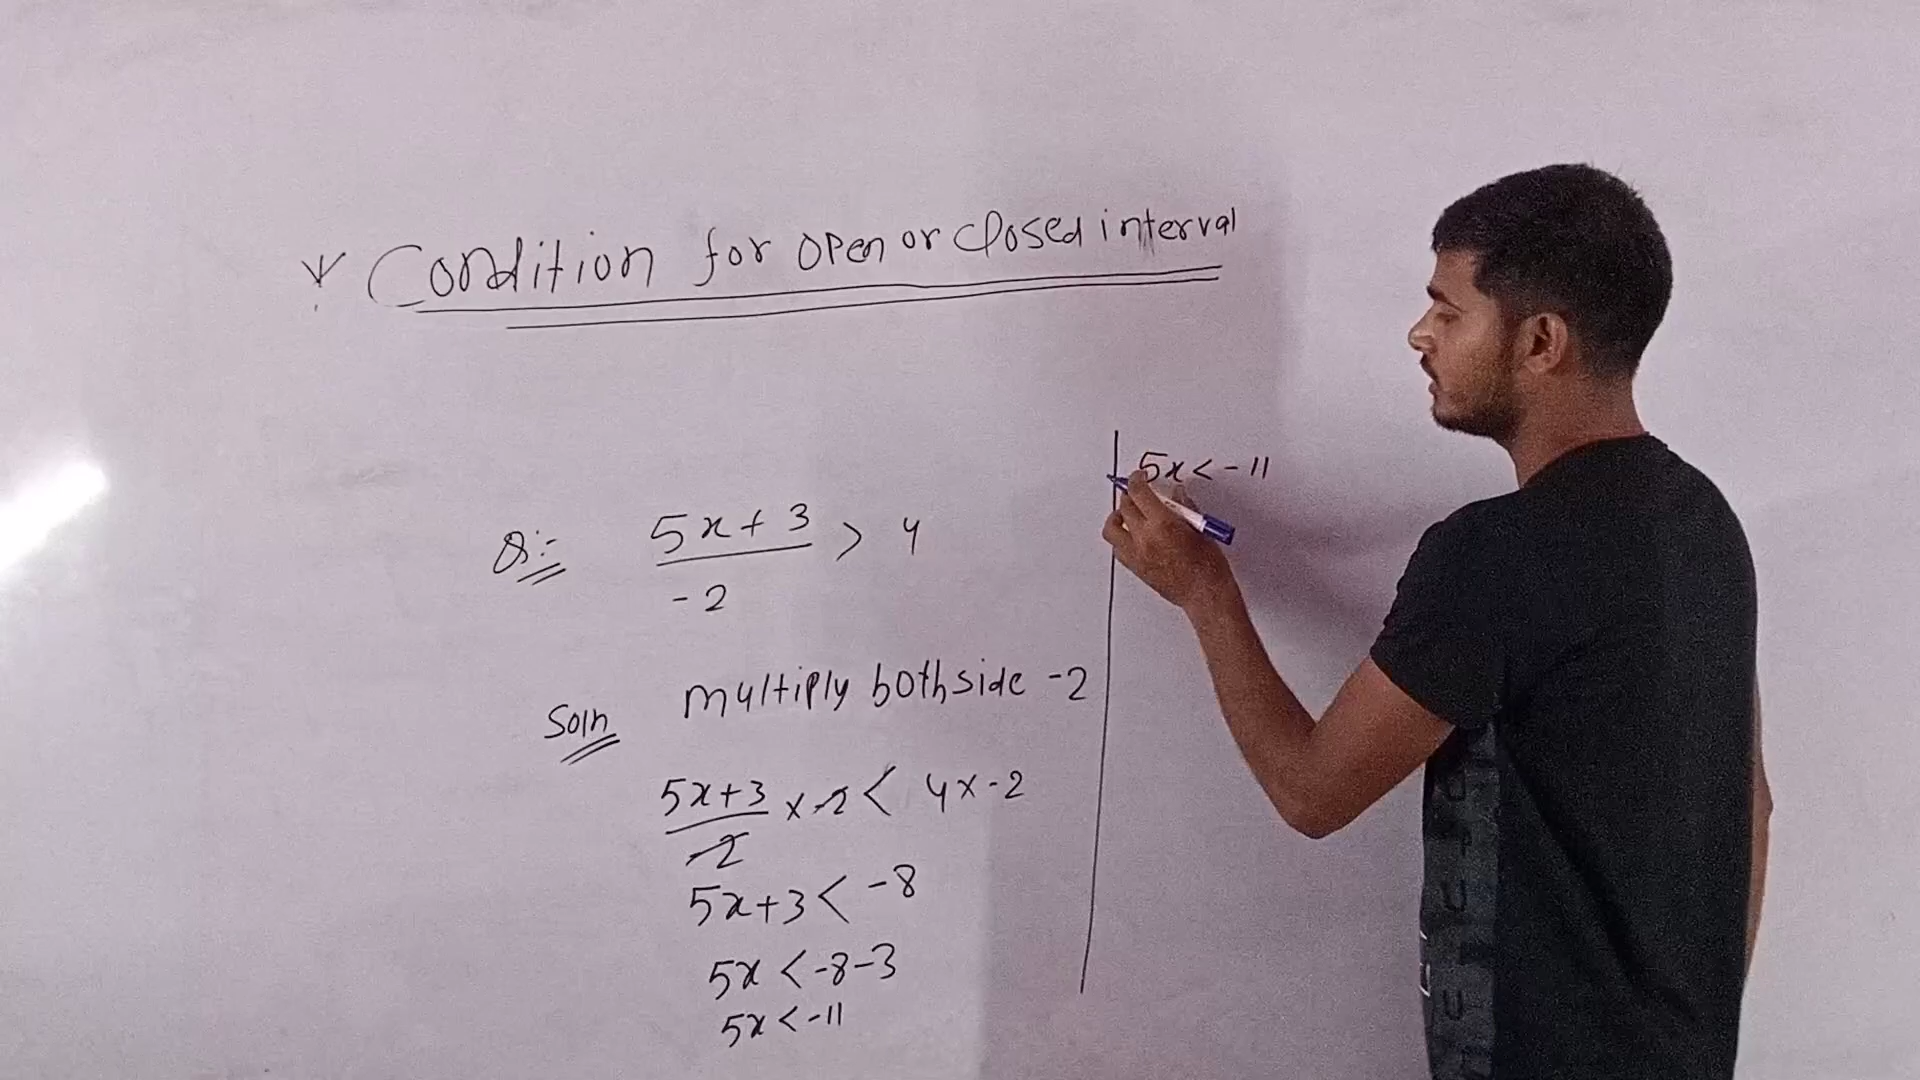 Condition for open or closed interval
Q:- 5x+3 > 4
-2
Soln multiply bothside -2
5x+3 x -2 < 4x-2
-2
5x+3 < -8
5x < -8-3
5x < -11
5x < -11